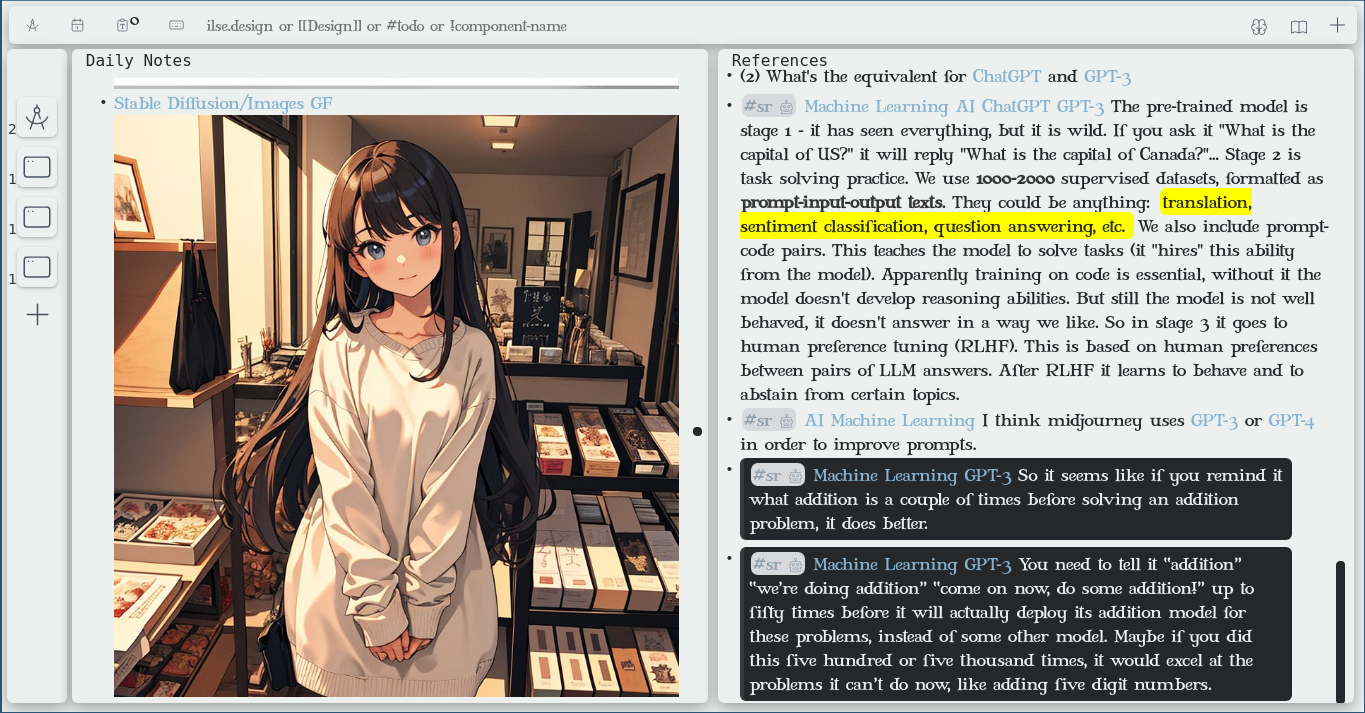 ilse.design or [[Design]] or #todo or !component-name
2
1
1
1
Daily Notes
Stable Diffusion/Images GF
References
(2) What's the equivalent for ChatGPT and GPT-3
#sr Machine Learning AI ChatGPT GPT-3 The pre-trained model is
stage 1 - it has seen everything, but it is wild. If you ask it "What is the
capital of US?" it will reply "What is the capital of Canada?"... Stage 2 is
task solving practice. We use 1000-2000 supervised datasets, formatted as
prompt-input-output texts. They could be anything: translation,
sentiment classification, question answering, etc. We also include prompt-
code pairs. This teaches the model to solve tasks (it "hires" this ability
from the model). Apparently training on code is essential, without it the
model doesn't develop reasoning abilities. But still the model is not well
behaved, it doesn't answer in a way we like. So in stage 3 it goes to
human preference tuning (RLHF). This is based on human preferences
between pairs of LLM answers. After RLHF it learns to behave and to
abstain from certain topics.
#sr AI Machine Learning I think midjourney uses GPT-3 or GPT-4
in order to improve prompts.
#sr Machine Learning GPT-3 So it seems like if you remind it
what addition is a couple of times before solving an addition
problem, it does better.
#sr Machine Learning GPT-3 You need to tell it “addition”
“we’re doing addition” “come on now, do some addition!” up to
fifty times before it will actually deploy its addition model for
these problems, instead of some other model. Maybe if you did
this five hundred or five thousand times, it would excel at the
problems it can’t do now, like adding five digit numbers.